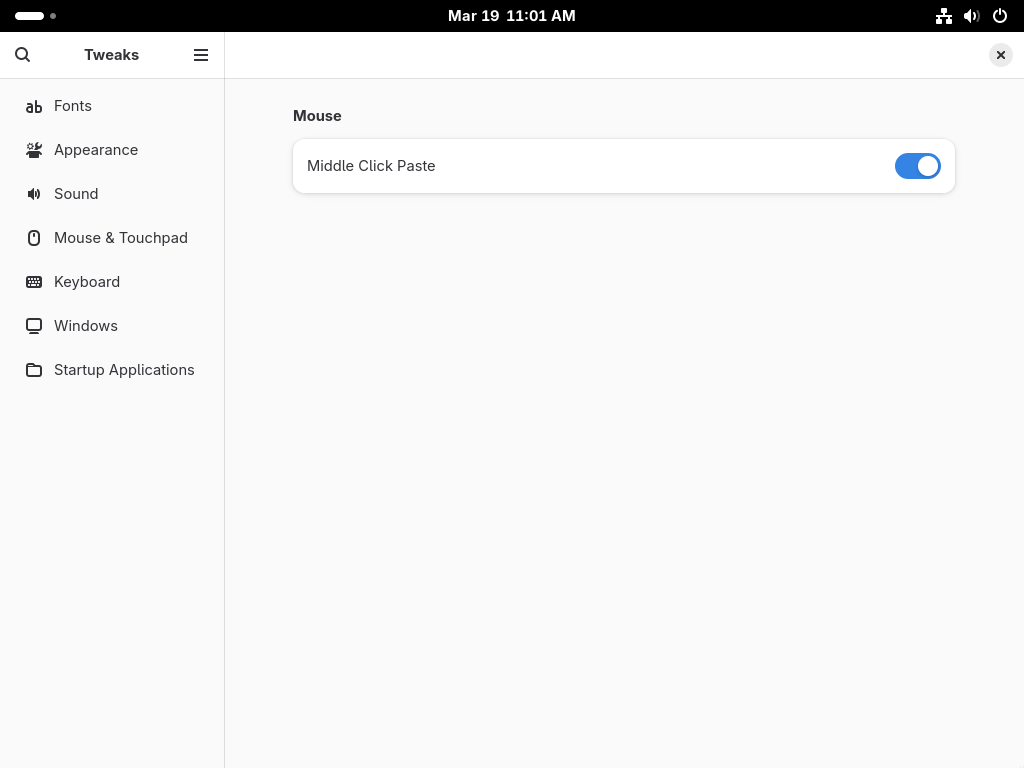 Mar 19 11:01 AM
Tweaks
Fonts
Appearance
Sound
Mouse & Touchpad
Keyboard
Windows
Startup Applications
Mouse
Middle Click Paste